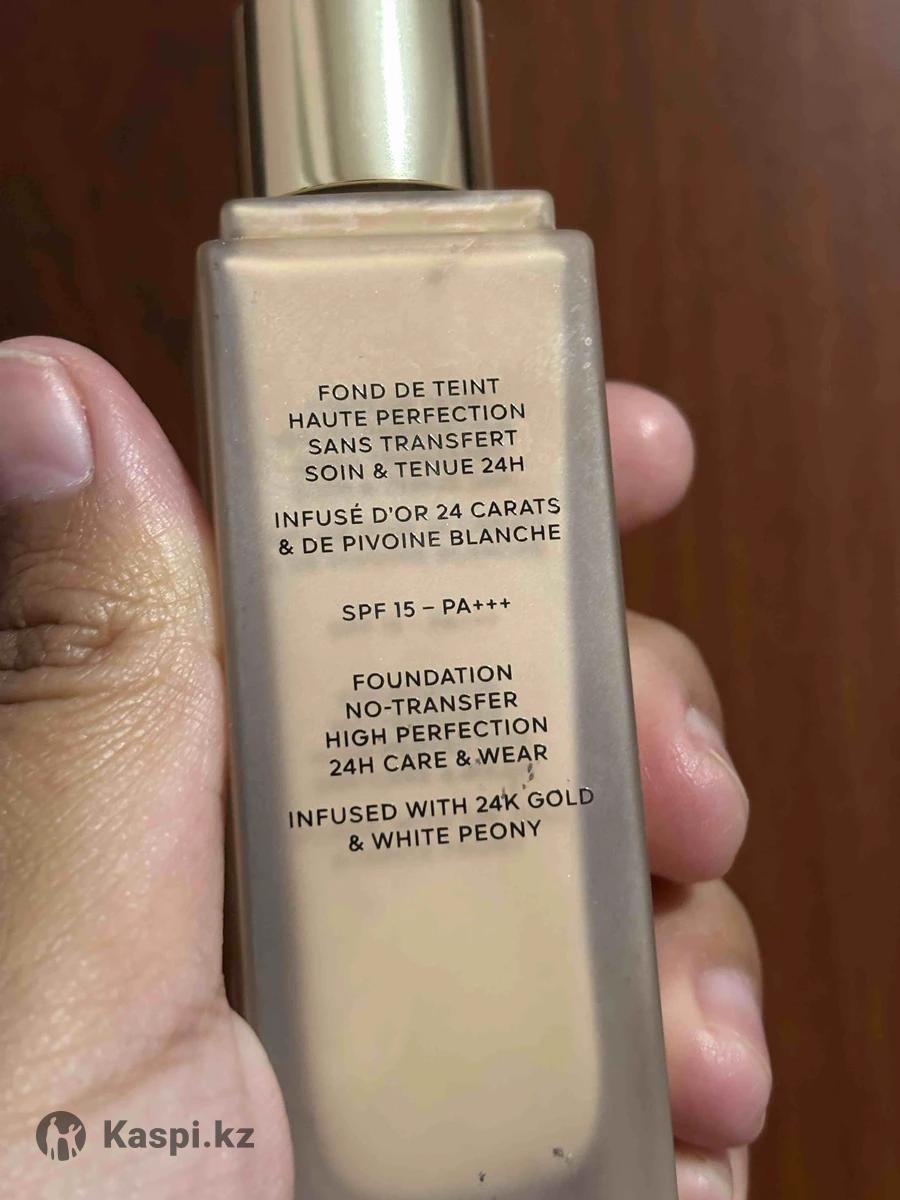 FOND DE TEINT
HAUTE PERFECTION
SANS TRANSFERT
SOIN & TENUE 24H
INFUSÉ D'OR 24 CARATS
& DE PIVOINE BLANCHE
SPF 15 – PA+++
FOUNDATION
NO-TRANSFER
HIGH PERFECTION
24H CARE & WEAR
INFUSED WITH 24K GOLD
& WHITE PEONY
Kaspi.kz